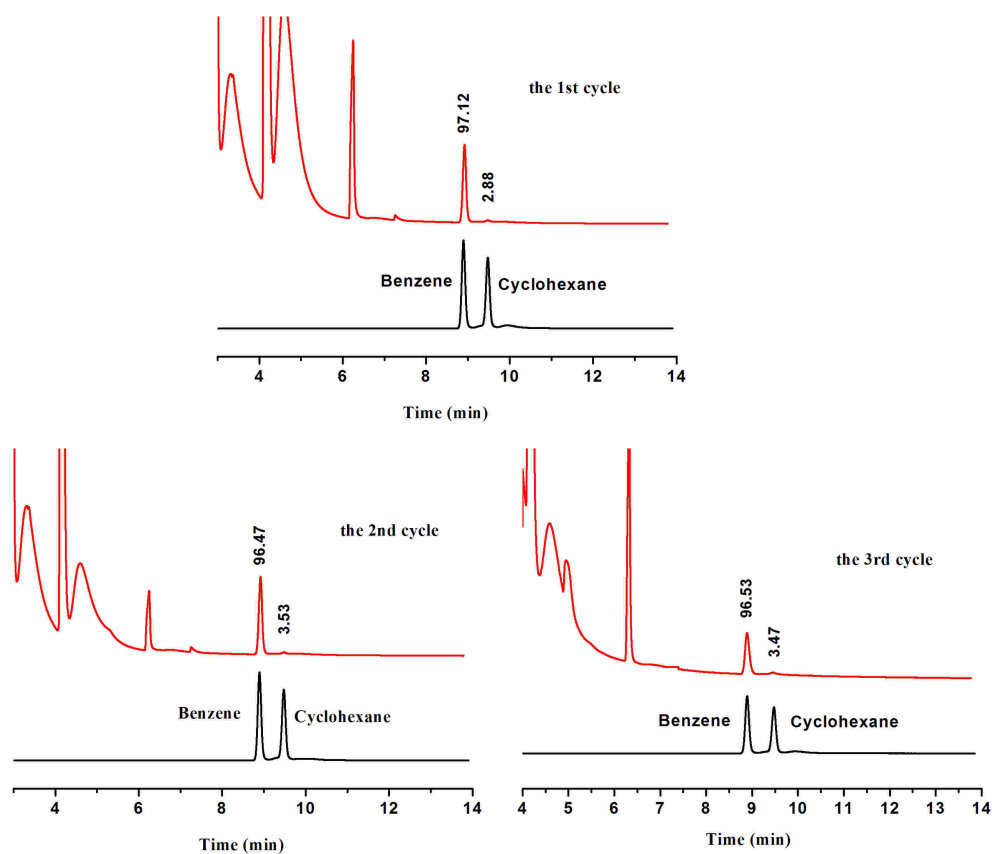 the 1st cycle
97.12
2.88
Benzene
Cyclohexane
4 6 8 10 12 14
Time (min)
the 2nd cycle
96.47
3.53
Benzene
Cyclohexane
4 6 8 10 12 14
Time (min)
the 3rd cycle
96.53
3.47
Benzene
Cyclohexane
4 5 6 7 8 9 10 11 12 13 14
Time (min)